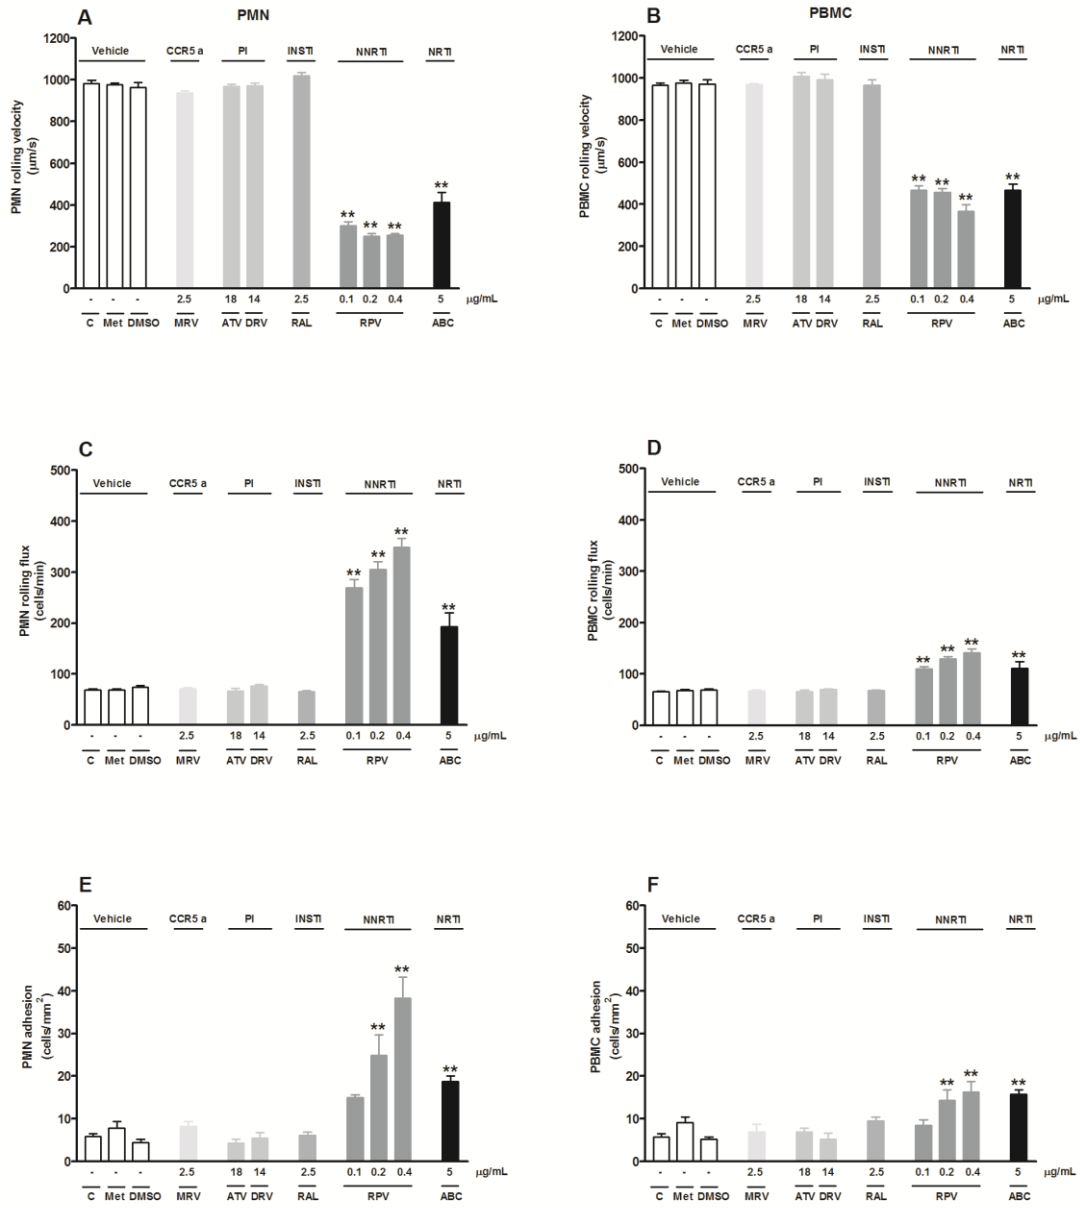 A
PMN
Vehicle CCR5 a PI INSTI NNRTI NRTI
1200
1000
800
600
400
200
0
PMN rolling velocity
(μm/s)
** ** ** **
- - - 2.5 18 14 2.5 0.1 0.2 0.4 5 μg/mL
C Met DMSO MRV ATV DRV RAL RPV ABC
B
PBMC
Vehicle CCR5 a PI INSTI NNRTI NRTI
1200
1000
800
600
400
200
0
PBMC rolling velocity
(μm/s)
** ** ** **
- - - 2.5 18 14 2.5 0.1 0.2 0.4 5 μg/mL
C Met DMSO MRV ATV DRV RAL RPV ABC
C
Vehicle CCR5 a PI INSTI NNRTI NRTI
500
400
300
200
100
0
PMN rolling flux
(cells/min)
** ** ** **
- - - 2.5 18 14 2.5 0.1 0.2 0.4 5 μg/mL
C Met DMSO MRV ATV DRV RAL RPV ABC
D
Vehicle CCR5 a PI INSTI NNRTI NRTI
500
400
300
200
100
0
PBMC rolling flux
(cells/min)
** ** ** **
- - - 2.5 18 14 2.5 0.1 0.2 0.4 5 μg/mL
C Met DMSO MRV ATV DRV RAL RPV ABC
E
Vehicle CCR5 a PI INSTI NNRTI NRTI
60
50
40
30
20
10
0
PMN adhesion
(cells/mm²)
** ** **
- - - 2.5 18 14 2.5 0.1 0.2 0.4 5 μg/mL
C Met DMSO MRV ATV DRV RAL RPV ABC
F
Vehicle CCR5 a PI INSTI NNRTI NRTI
60
50
40
30
20
10
0
PBMC adhesion
(cells/mm²)
** ** **
- - - 2.5 18 14 2.5 0.1 0.2 0.4 5 μg/mL
C Met DMSO MRV ATV DRV RAL RPV ABC